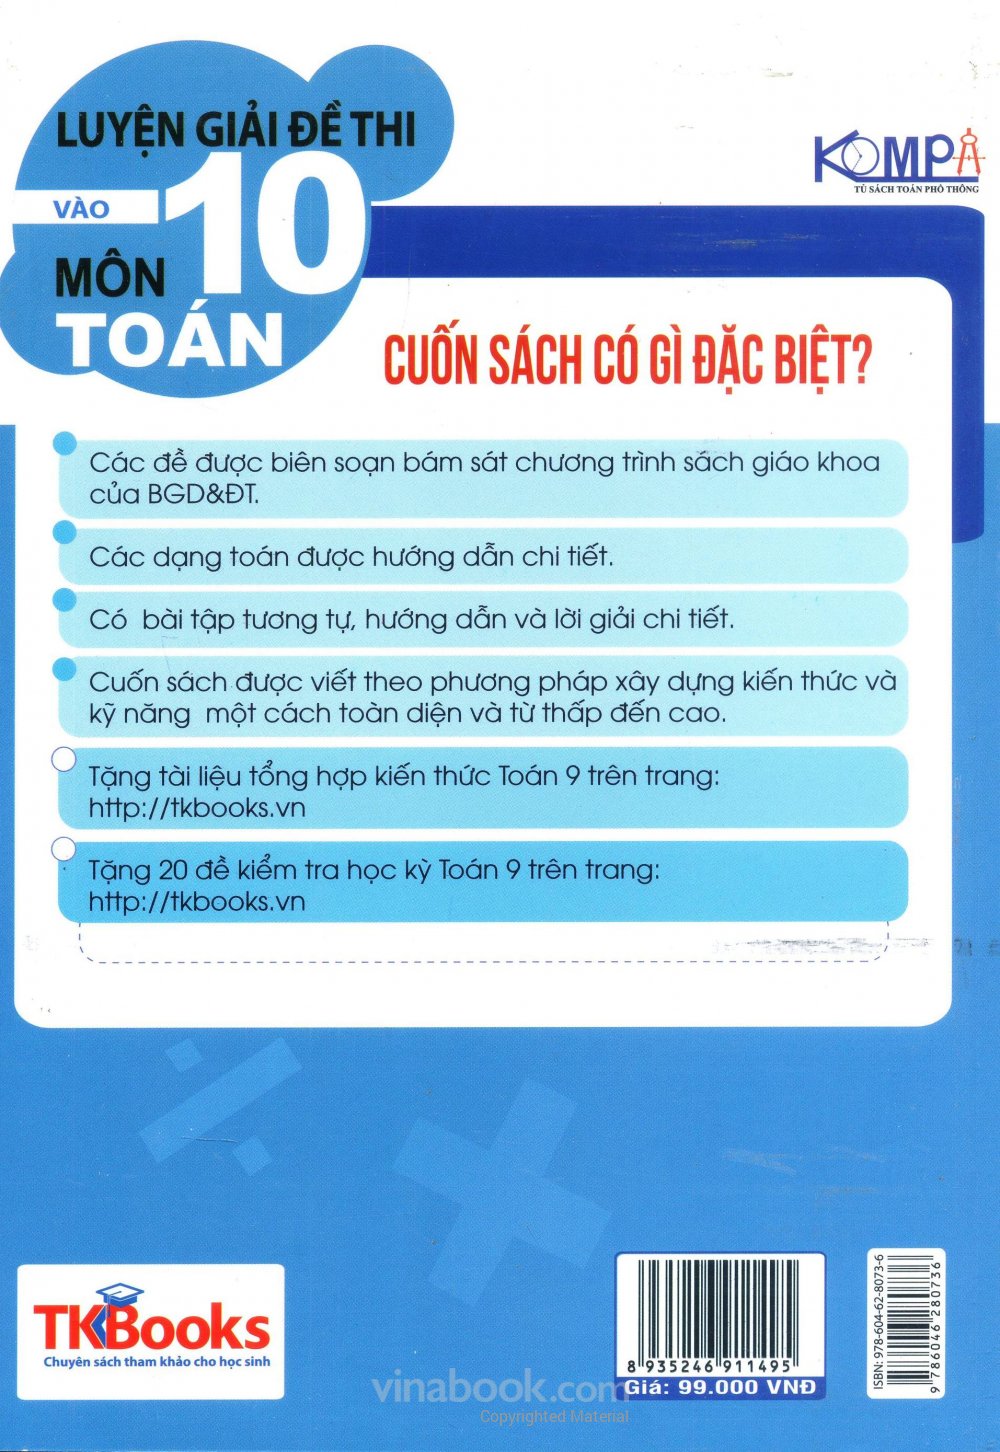 LUYỆN GIẢI ĐỀ THI
VÀO 10
MÔN
TOÁN
KOMPA
TỦ SÁCH TOÁN PHỔ THÔNG
CUỐN SÁCH CÓ GÌ ĐẶC BIỆT?
Các đề được biên soạn bám sát chương trình sách giáo khoa
của BGD&ĐT.
Các dạng toán được hướng dẫn chi tiết.
Có bài tập tương tự, hướng dẫn và lời giải chi tiết.
Cuốn sách được viết theo phương pháp xây dựng kiến thức và
kỹ năng một cách toàn diện và từ thấp đến cao.
Tặng tài liệu tổng hợp kiến thức Toán 9 trên trang:
http://tkbooks.vn
Tặng 20 đề kiểm tra học kỳ Toán 9 trên trang:
http://tkbooks.vn
TKBooks
Chuyên sách tham khảo cho học sinh
8 935246 911495
Giá: 99.000 VNĐ
ISBN: 978-604-62-8073-6
9 786046 280736
vinabook.com
Copyrighted Material